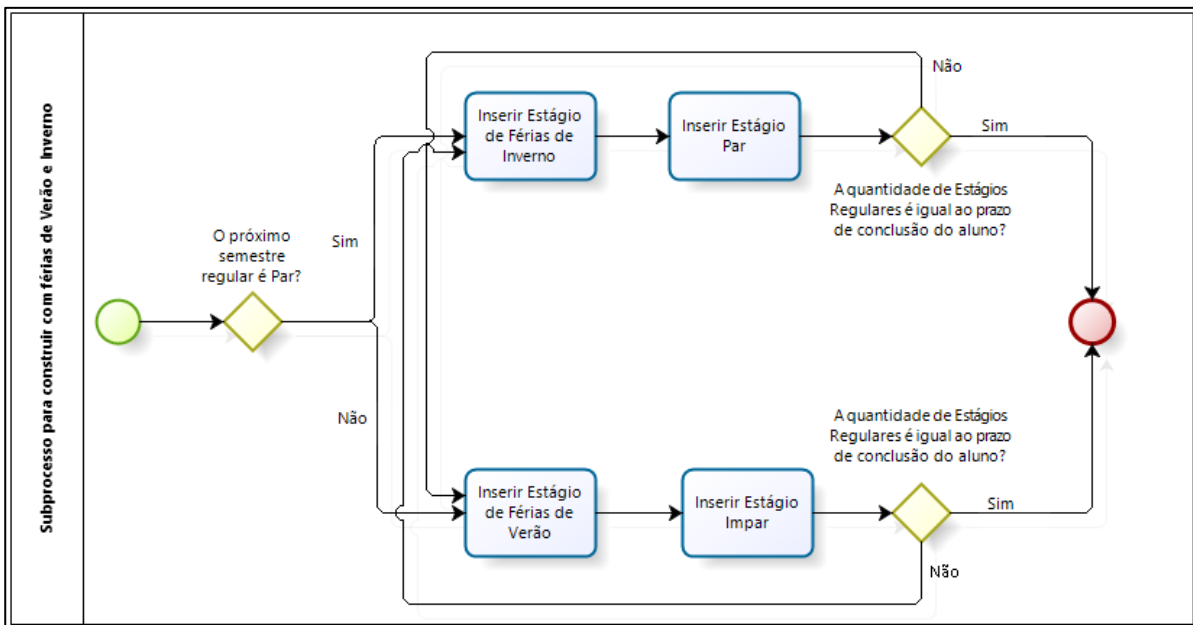 Subprocesso para construir com férias de Verão e Inverno
O próximo
semestre
regular é Par?
Sim
Não
Inserir Estágio
de Férias de
Inverno
Inserir Estágio
Par
Não
Sim
A quantidade de Estágios
Regulares é igual ao prazo
de conclusão do aluno?
Inserir Estágio
de Férias de
Verão
Inserir Estágio
Impar
A quantidade de Estágios
Regulares é igual ao prazo
de conclusão do aluno?
Sim
Não